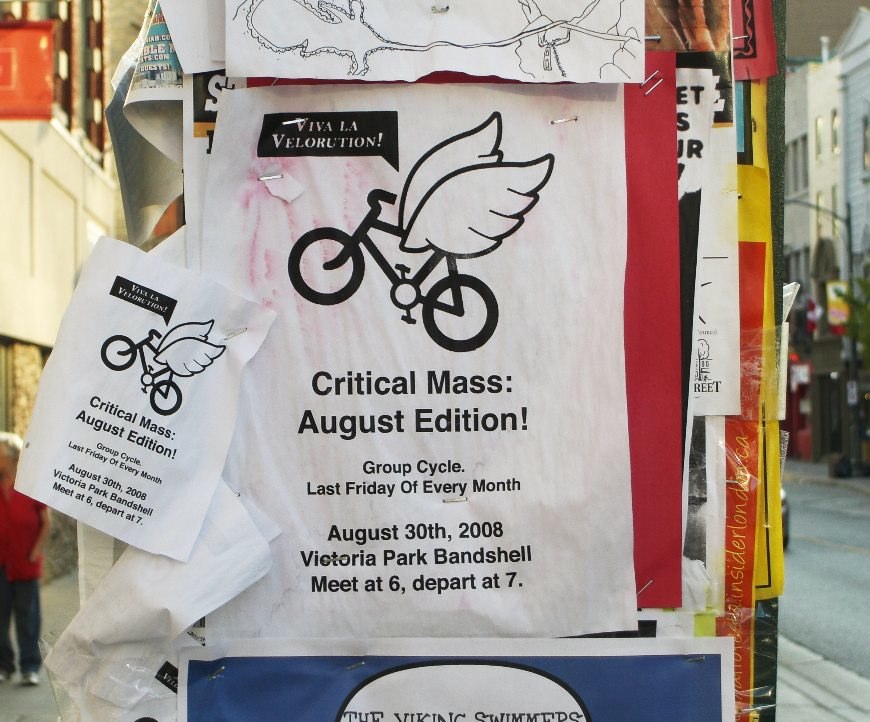 VIVA LA
VELORUTION!
Critical Mass:
August Edition!
Group Cycle.
Last Friday Of Every Month
August 30th, 2008
Victoria Park Bandshell
Meet at 6, depart at 7.
VIVA LA
VELORUTION!
Critical Mass:
August Edition!
Group Cycle.
Last Friday Of Every Month
August 30th, 2008
Victoria Park Bandshell
Meet at 6, depart at 7.
THE VIKING SWIMMERS
insiderlondon.ca